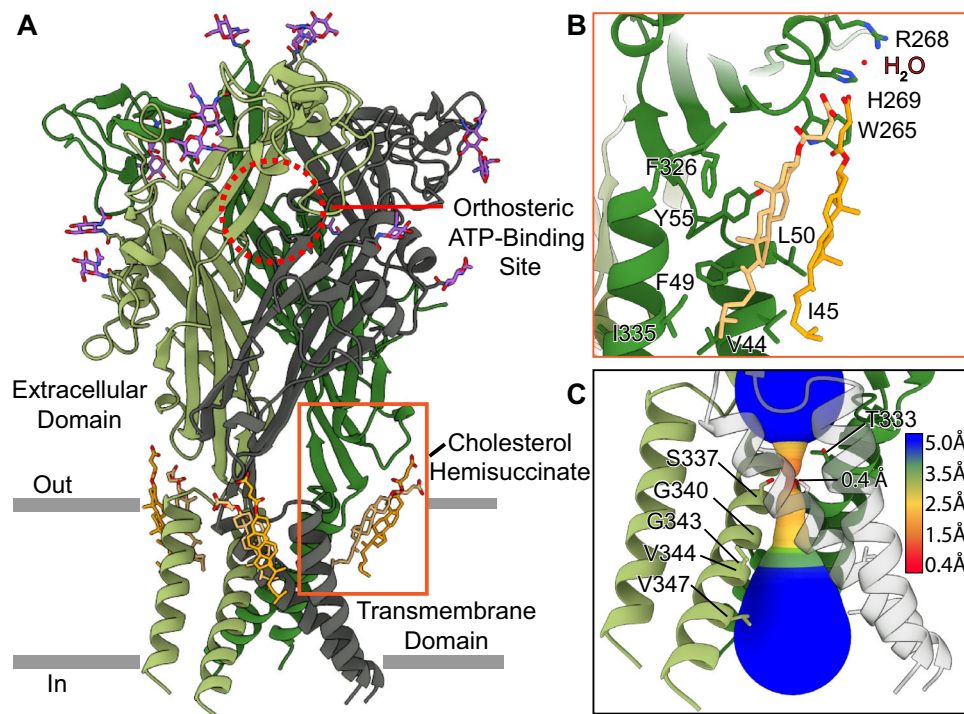 A
Orthosteric
ATP-Binding
Site
Extracellular
Domain
Cholesterol
Hemisuccinate
Out
Transmembrane
Domain
In
B
R268
H₂O
H269
W265
F326
Y55
L50
F49
I45
I335
V44
C
T333
5.0Å
S337
0.4 Å
3.5Å
G340
2.5Å
G343
1.5Å
V344
0.4Å
V347